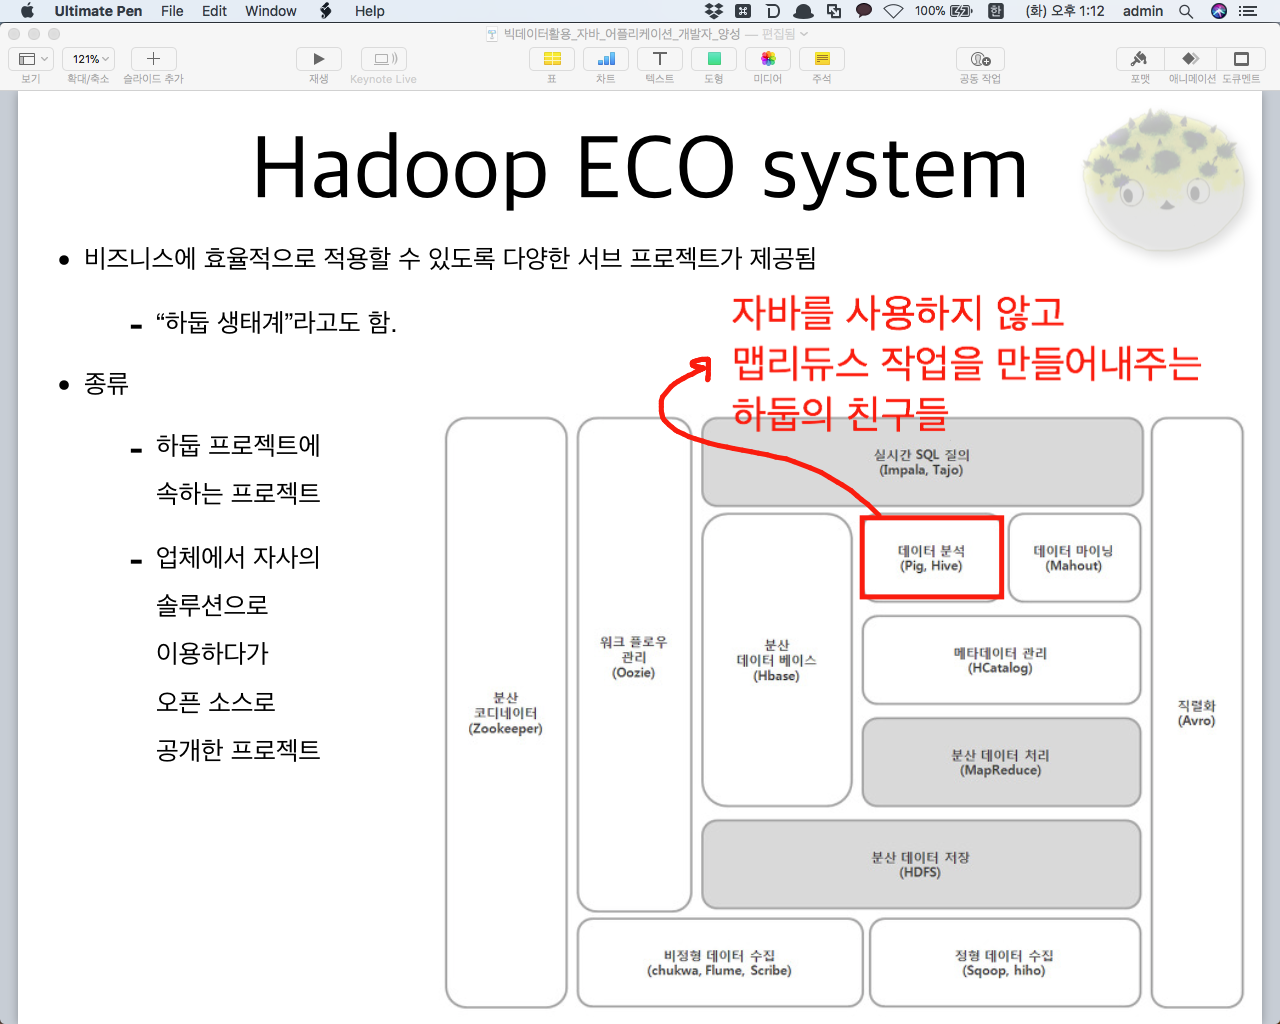 Ultimate Pen File Edit Window Help 100% 한 (화) 오후 1:12 admin
빅데이터활용_자바_어플리케이션_개발자_양성 — 편집됨
121%
보기 확대/축소 슬라이드 추가 재생 Keynote Live 표 차트 텍스트 도형 미디어 주석 공동 작업 포맷 애니메이션 도큐멘트
Hadoop ECO system
• 비즈니스에 효율적으로 적용할 수 있도록 다양한 서브 프로젝트가 제공됨
- “하둡 생태계”라고도 함.
• 종류
- 하둡 프로젝트에
속하는 프로젝트
- 업체에서 자사의
솔루션으로
이용하다가
오픈 소스로
공개한 프로젝트
자바를 사용하지 않고
맵리듀스 작업을 만들어내주는
하둡의 친구들
분산
코디네이터
(Zookeeper)
워크 플로우
관리
(Oozie)
실시간 SQL 질의
(Impala, Tajo)
분산
데이터 베이스
(Hbase)
데이터 분석
(Pig, Hive)
데이터 마이닝
(Mahout)
메타데이터 관리
(HCatalog)
분산 데이터 처리
(MapReduce)
분산 데이터 저장
(HDFS)
비정형 데이터 수집
(chukwa, Flume, Scribe)
정형 데이터 수집
(Sqoop, hiho)
직렬화
(Avro)